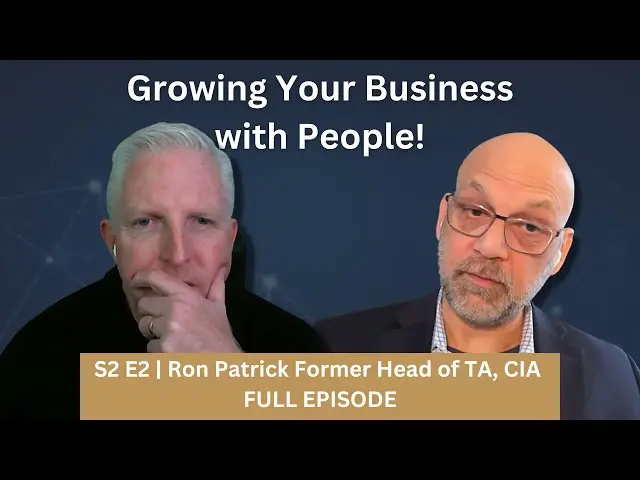 Growing Your Business
with People!
S2 E2 | Ron Patrick Former Head of TA, CIA
FULL EPISODE